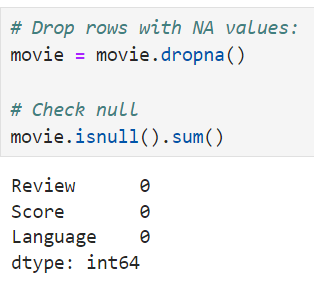 # Drop rows with NA values:
movie = movie.dropna()
# Check null
movie.isnull().sum()
Review 0
Score 0
Language 0
dtype: int64